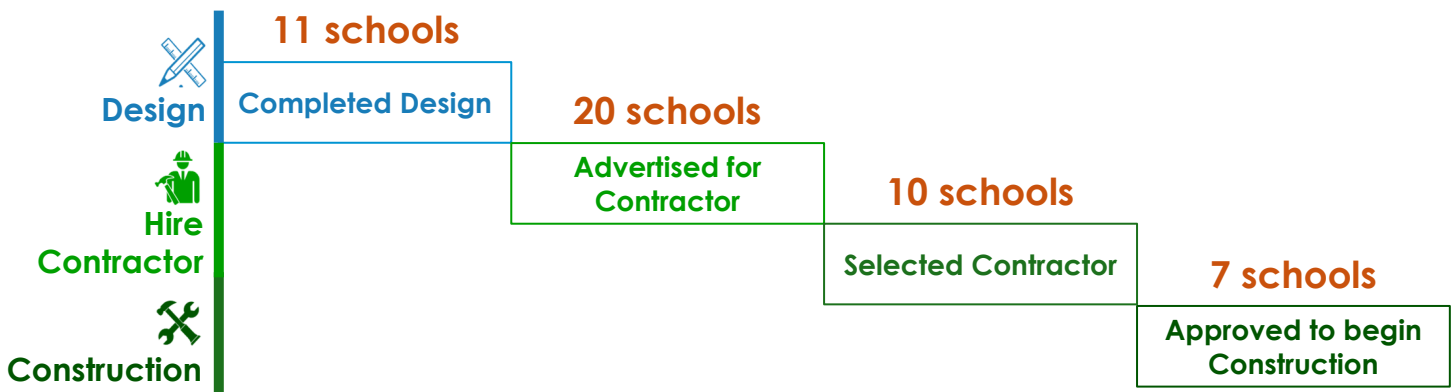 11 schools
Design
Completed Design
20 schools
Hire
Contractor
Advertised for
Contractor
10 schools
Selected Contractor
7 schools
Construction
Approved to begin
Construction